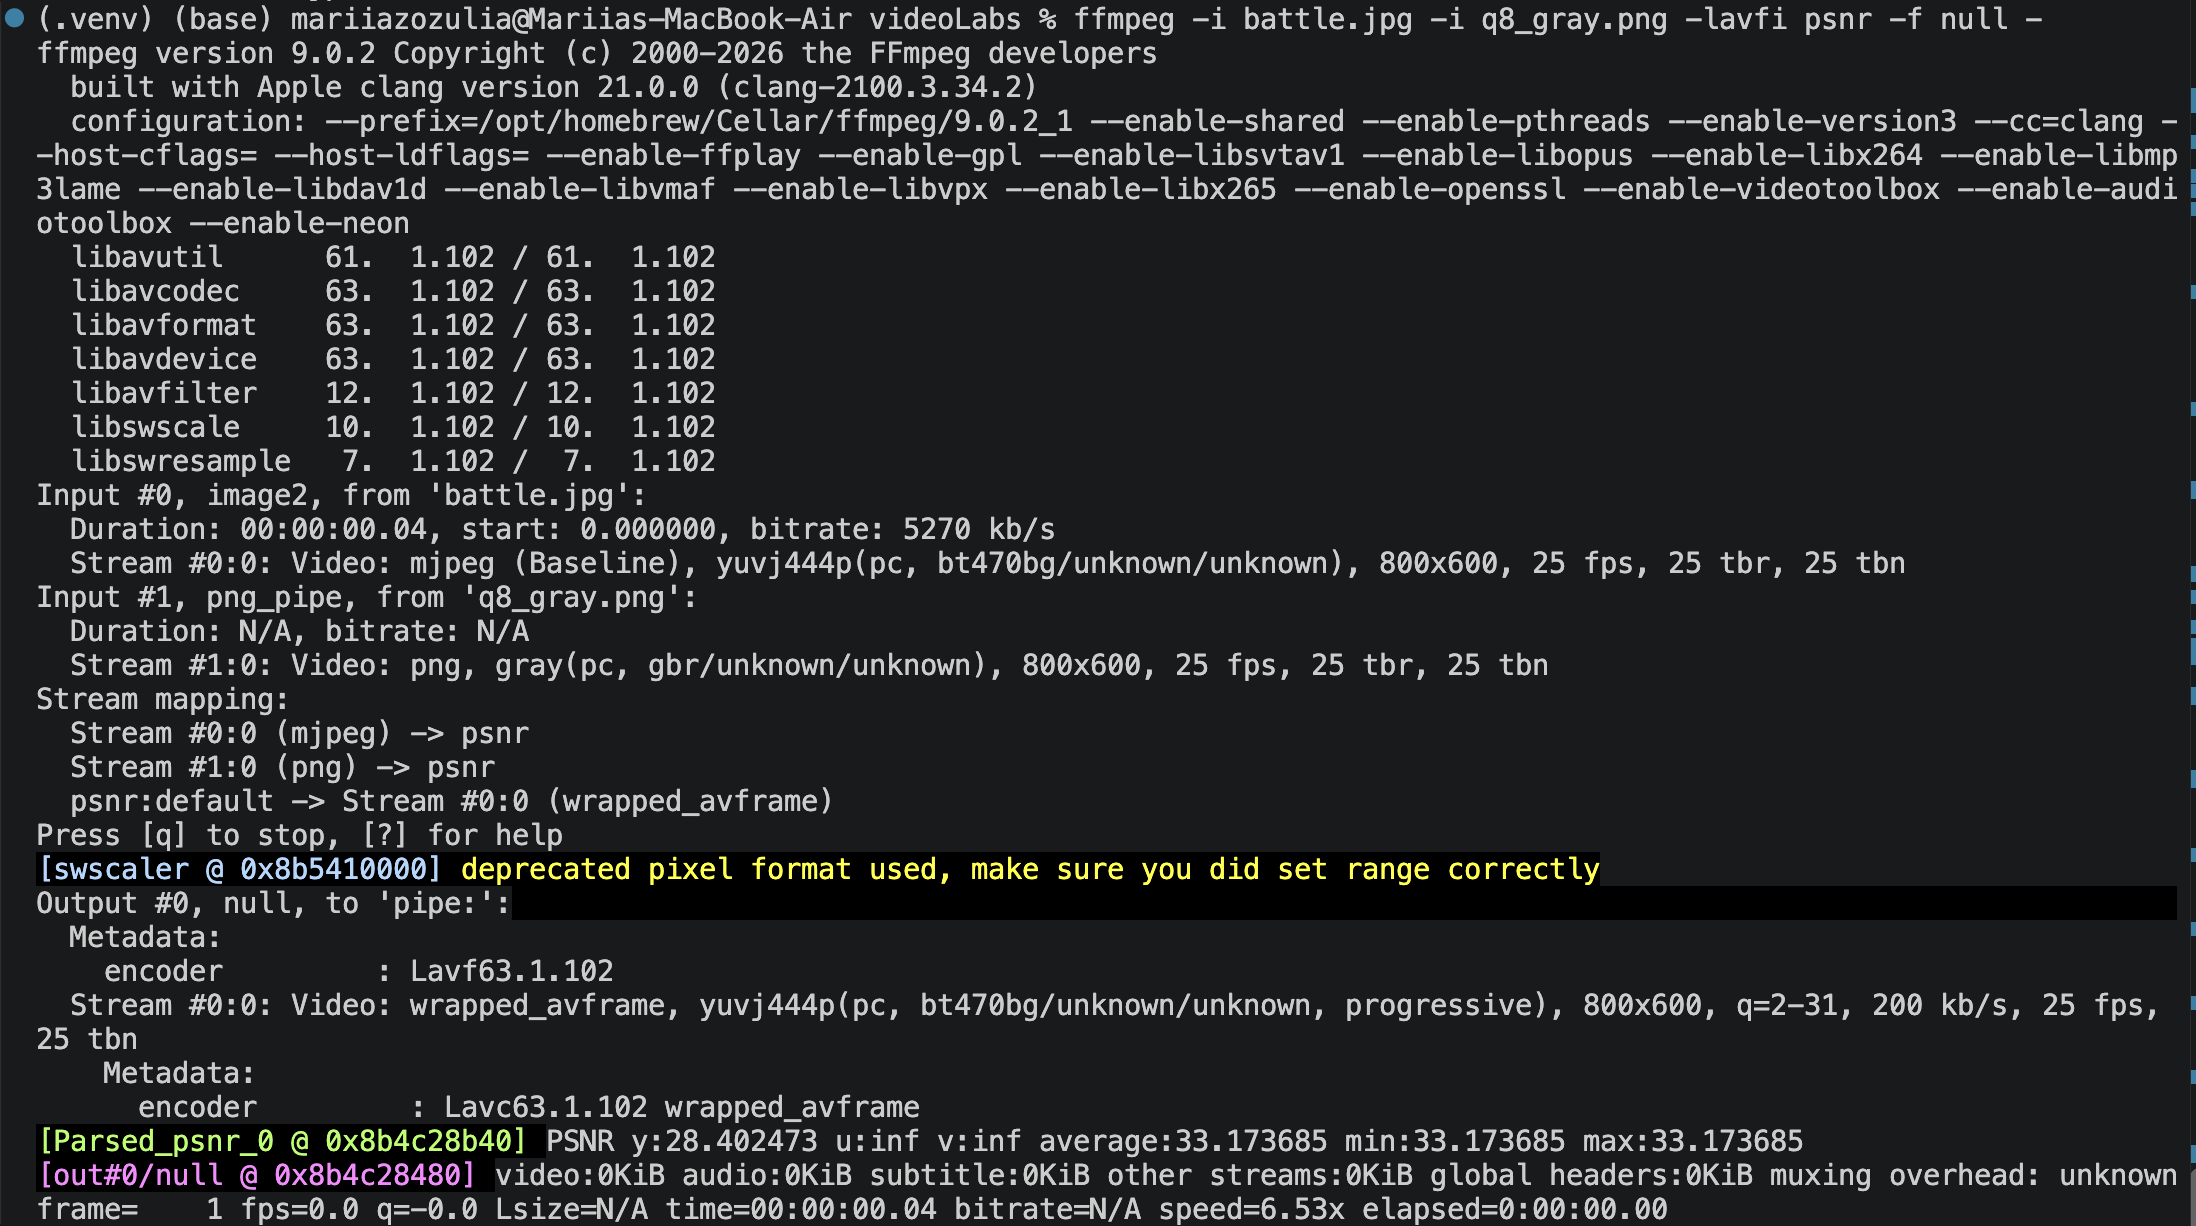 (.venv) (base) mariiazozulia@Mariias-MacBook-Air videoLabs % ffmpeg -i battle.jpg -i q8_gray.png -lavfi psnr -f null -
ffmpeg version 9.0.2 Copyright (c) 2000-2026 the FFmpeg developers
  built with Apple clang version 21.0.0 (clang-2100.3.34.2)
  configuration: --prefix=/opt/homebrew/Cellar/ffmpeg/9.0.2_1 --enable-shared --enable-pthreads --enable-version3 --cc=clang -
-host-cflags= --host-ldflags= --enable-ffplay --enable-gpl --enable-libsvtav1 --enable-libopus --enable-libx264 --enable-libmp
3lame --enable-libdav1d --enable-libvmaf --enable-libvpx --enable-libx265 --enable-openssl --enable-videotoolbox --enable-audi
otoolbox --enable-neon
  libavutil      61.  1.102 / 61.  1.102
  libavcodec     63.  1.102 / 63.  1.102
  libavformat    63.  1.102 / 63.  1.102
  libavdevice    63.  1.102 / 63.  1.102
  libavfilter    12.  1.102 / 12.  1.102
  libswscale     10.  1.102 / 10.  1.102
  libswresample   7.  1.102 /  7.  1.102
Input #0, image2, from 'battle.jpg':
  Duration: 00:00:00.04, start: 0.000000, bitrate: 5270 kb/s
  Stream #0:0: Video: mjpeg (Baseline), yuvj444p(pc, bt470bg/unknown/unknown), 800x600, 25 fps, 25 tbr, 25 tbn
Input #1, png_pipe, from 'q8_gray.png':
  Duration: N/A, bitrate: N/A
  Stream #1:0: Video: png, gray(pc, gbr/unknown/unknown), 800x600, 25 fps, 25 tbr, 25 tbn
Stream mapping:
  Stream #0:0 (mjpeg) -> psnr
  Stream #1:0 (png) -> psnr
  psnr:default -> Stream #0:0 (wrapped_avframe)
Press [q] to stop, [?] for help
[swscaler @ 0x8b5410000] deprecated pixel format used, make sure you did set range correctly
Output #0, null, to 'pipe:':
  Metadata:
    encoder         : Lavf63.1.102
  Stream #0:0: Video: wrapped_avframe, yuvj444p(pc, bt470bg/unknown/unknown, progressive), 800x600, q=2-31, 200 kb/s, 25 fps,
25 tbn
    Metadata:
      encoder         : Lavc63.1.102 wrapped_avframe
[Parsed_psnr_0 @ 0x8b4c28b40] PSNR y:28.402473 u:inf v:inf average:33.173685 min:33.173685 max:33.173685
[out#0/null @ 0x8b4c28480] video:0KiB audio:0KiB subtitle:0KiB other streams:0KiB global headers:0KiB muxing overhead: unknown
frame=    1 fps=0.0 q=-0.0 Lsize=N/A time=00:00:00.04 bitrate=N/A speed=6.53x elapsed=0:00:00.00